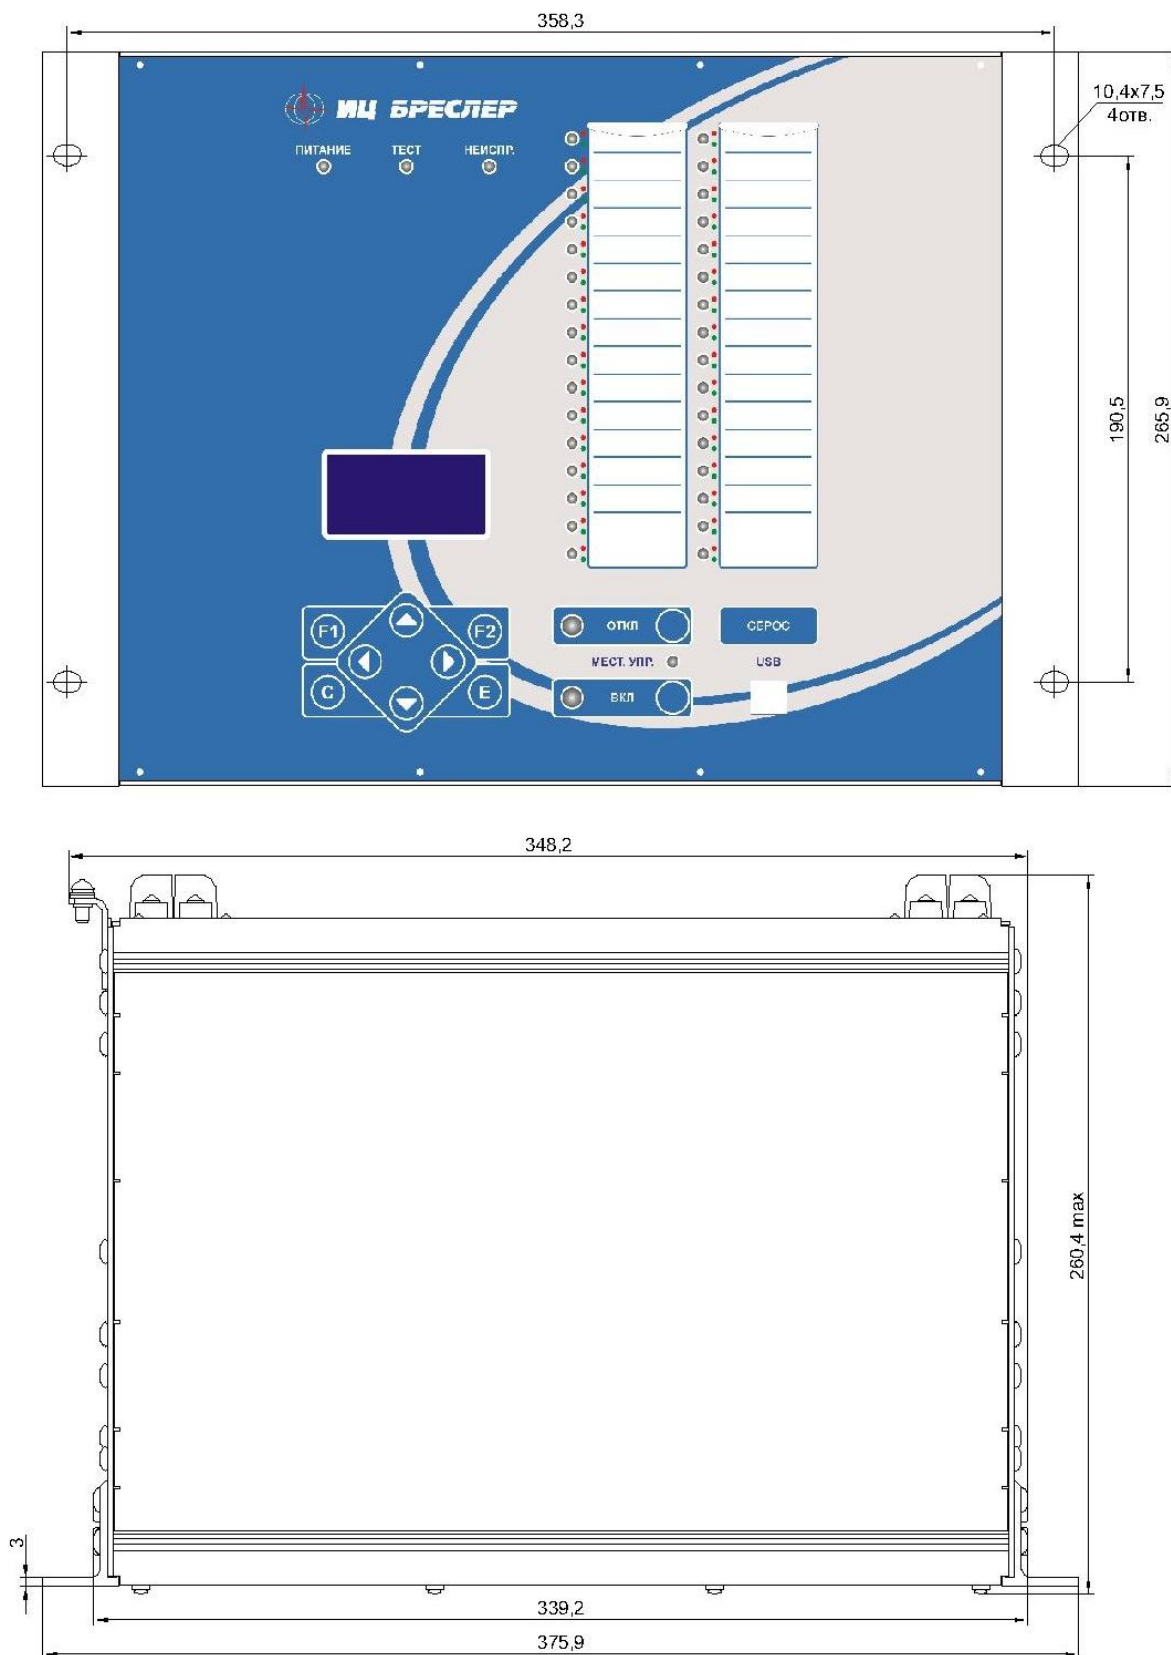 358,3
ИЦ БРЕСЛЕР
10,4x7,5
4отв.
ПИТАНИЕ ТЕСТ НЕИСПР.
190,5
265,9
F1 F2
ОТКЛ СБРОС
МЕСТ. УПР. USB
C E
ВКЛ
348,2
260,4 max
3
339,2
375,9